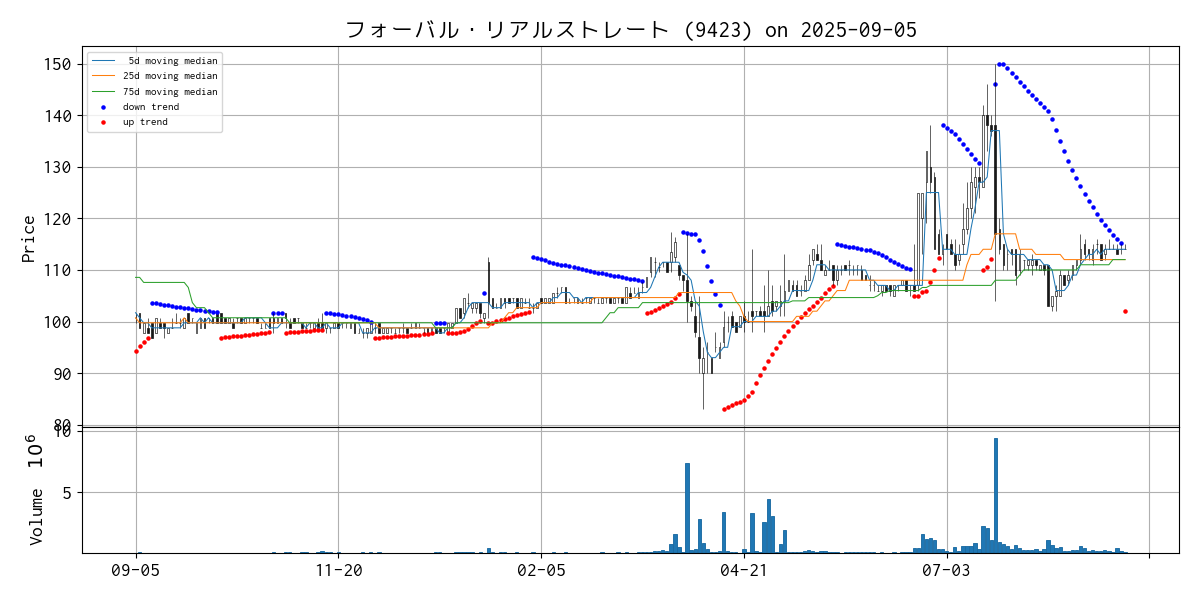 フォーバル・リアルストレート (9423) on 2025-09-05
5d moving median
25d moving median
75d moving median
down trend
up trend
Price
150
140
130
120
110
100
90
80
Volume 10^6
10
5
09-05
11-20
02-05
04-21
07-03